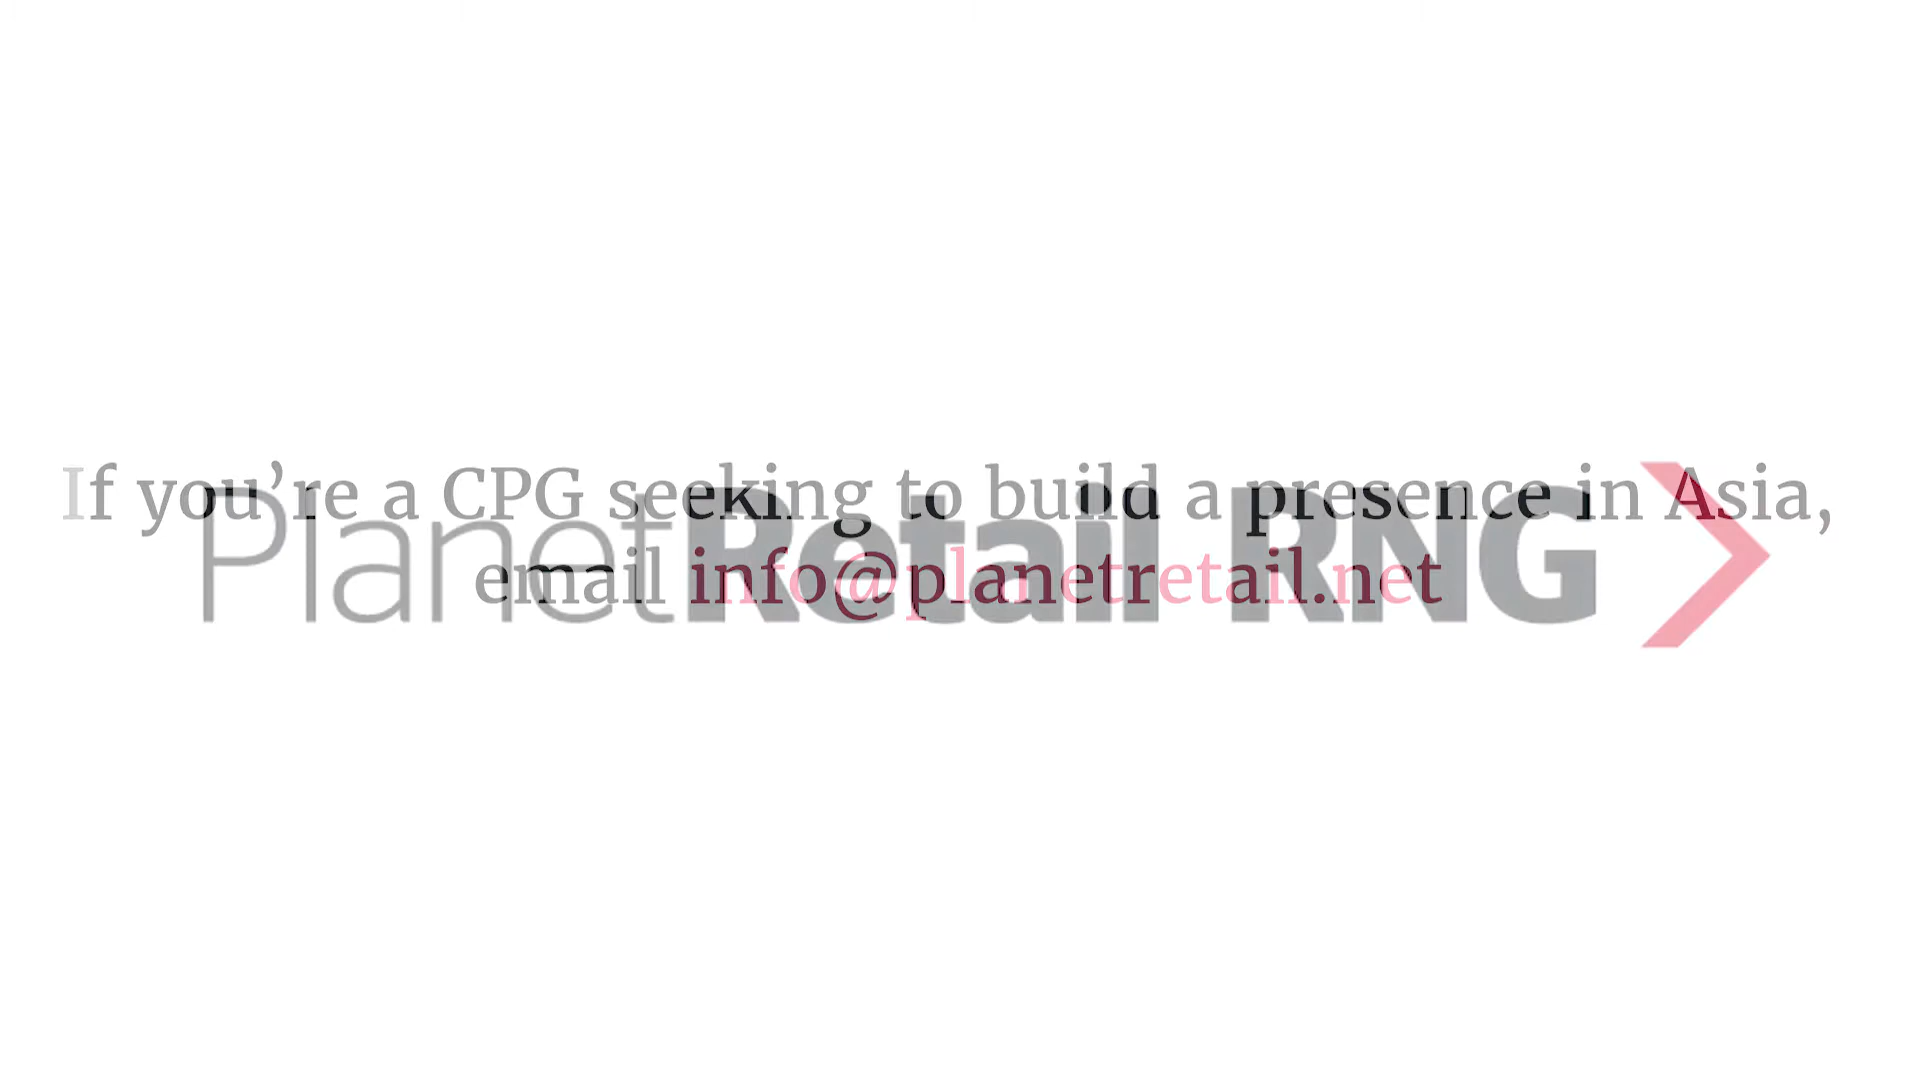 If you’re a CPG seeking to build a presence in Asia,
email info@planetretail.net
PlanetRetail RNG